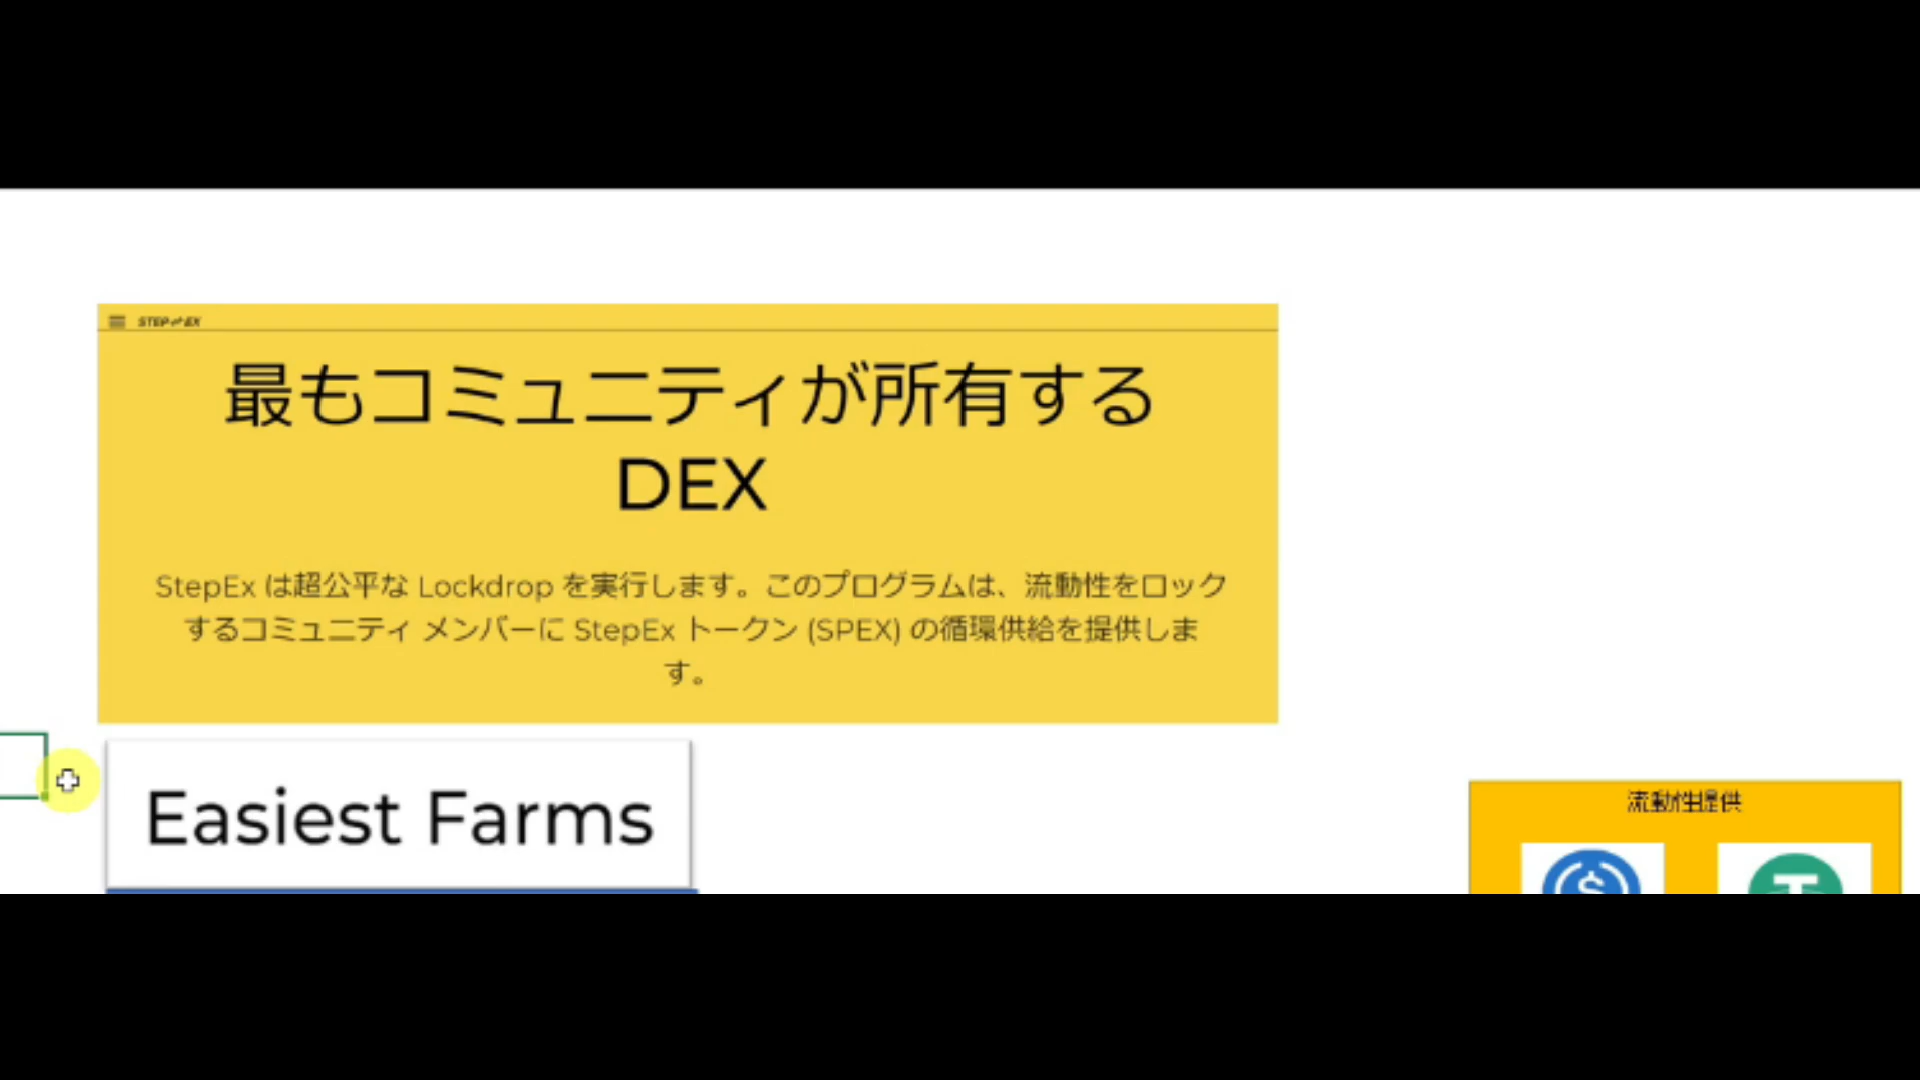 STEP EX
最もコミュニティが所有する
DEX
StepEx は超公平な Lockdrop を実行します。このプログラムは、流動性をロック
するコミュニティ メンバーに StepEx トークン (SPEX) の循環供給を提供しま
す。
Easiest Farms
流動性提供